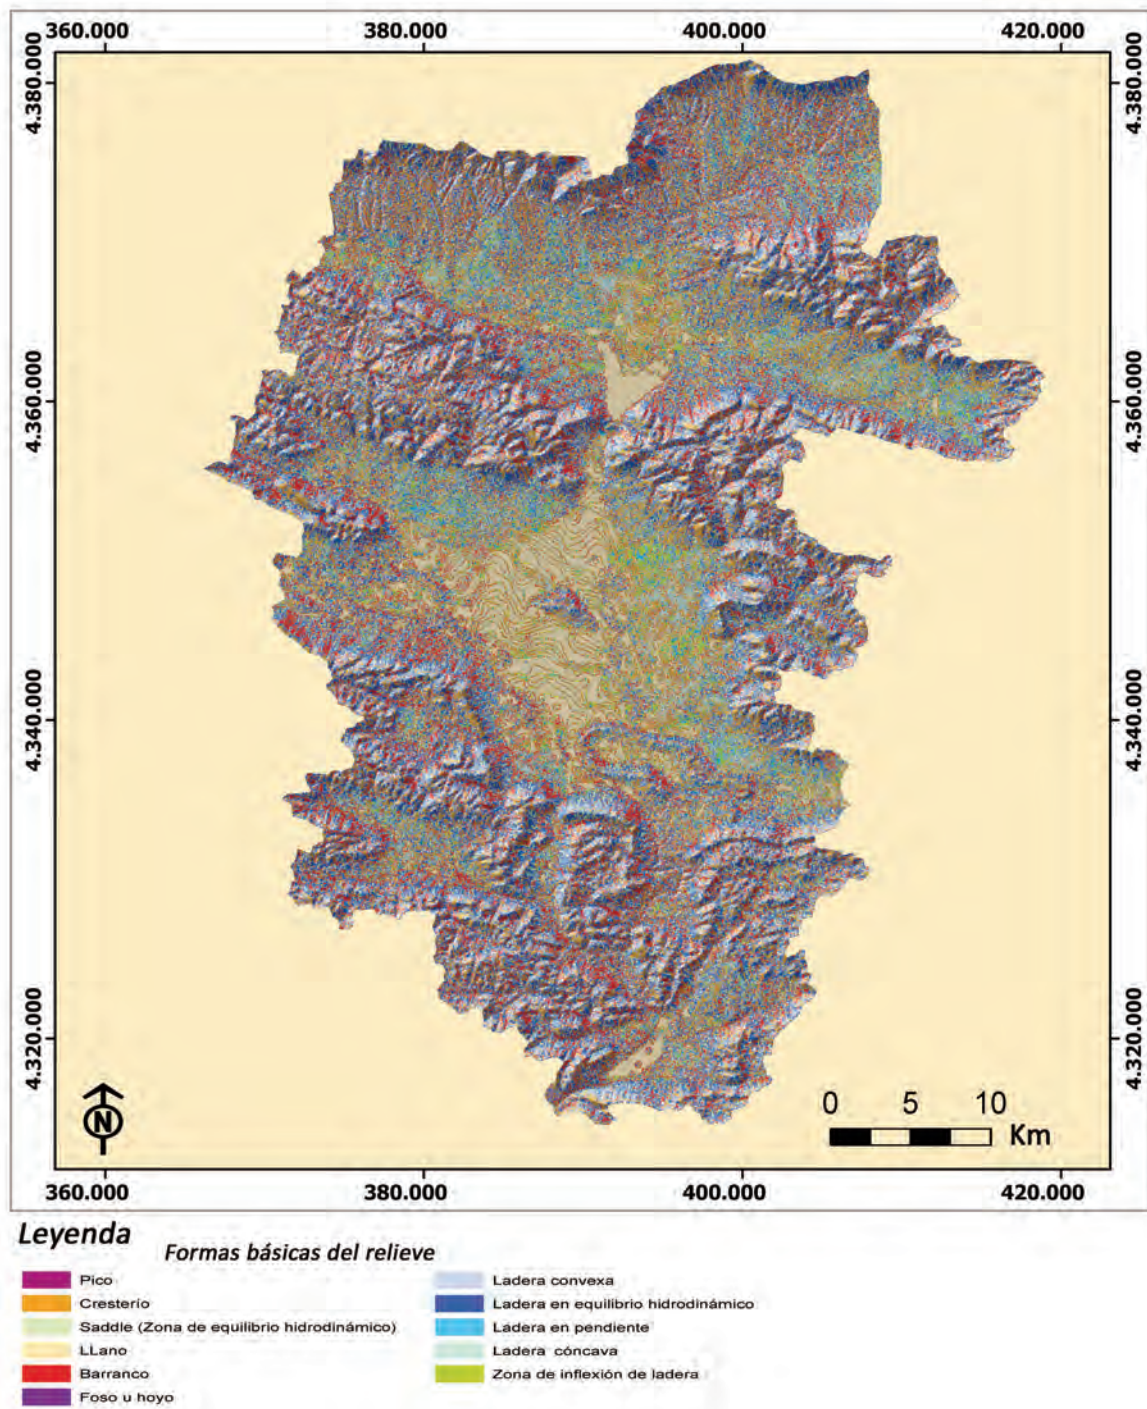 360.000 380.000 400.000 420.000
4.380.000 4.380.000
4.360.000 4.360.000
4.340.000 4.340.000
4.320.000 4.320.000
N
0 5 10
Km
360.000 380.000 400.000 420.000
Leyenda
Formas básicas del relieve
Pico
Cresterío
Saddle (Zona de equilibrio hidrodinámico)
LLano
Barranco
Foso u hoyo
Ladera convexa
Ladera en equilibrio hidrodinámico
Ladera en pendiente
Ladera cóncava
Zona de inflexión de ladera